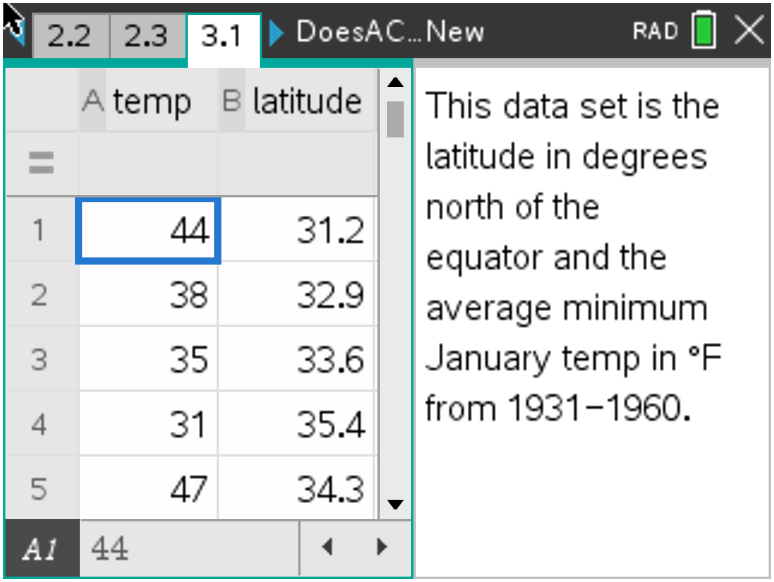 2.2 2.3 3.1 DoesAC...New RAD
A temp B latitude
=
1 44 31.2
2 38 32.9
3 35 33.6
4 31 35.4
5 47 34.3
A1 44
This data set is the
latitude in degrees
north of the
equator and the
average minimum
January temp in °F
from 1931–1960.